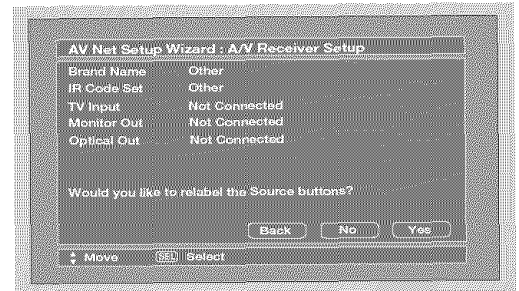 AV Net Setup Wizard : A/V Receiver Setup
Brand Name Other
IR Code Set Other
TV Input Not Connected
Monitor Out Not Connected
Optical Out Not Connected
Would you like to relabel the Source buttons?
Back No Yes
Move SEL Select